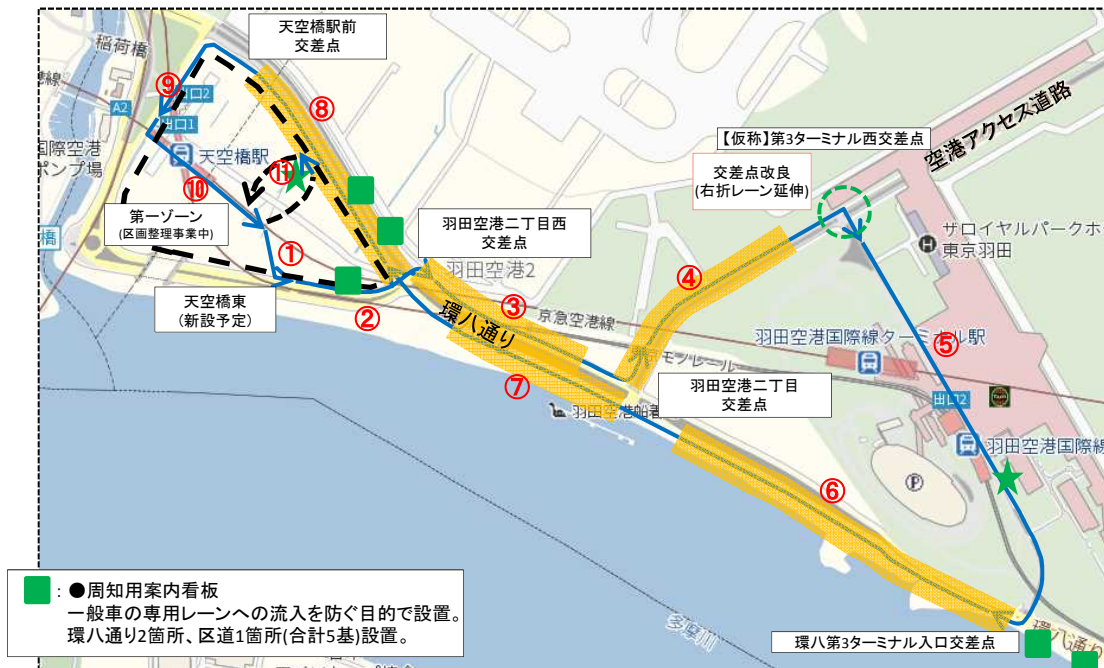 天空橋駅前
交差点
稲荷橋
A2
⑨
出口2
出口1
⑧
天空橋駅
国際空港
ポンプ場
⑩
⑪
第一ゾーン
(区画整理事業中)
橋
①
天空橋東
(新設予定)
②
羽田空港二丁目西
交差点
羽田空港2
③
環八通り
京急空港線
⑦
④
モノレール
羽田空港二丁目
交差点
【仮称】第3ターミナル西交差点
交差点改良
(右折レーン延伸)
空港アクセス道路
H
ザロイヤルパークホ
東京羽田
羽田空港国際線ターミナル駅
⑤
出口2
羽田空港国際線
P
⑥
環八第3ターミナル入口交差点
環八通り
多摩川
: ●周知用案内看板
一般車の専用レーンへの流入を防ぐ目的で設置。
環八通り2箇所、区道1箇所(合計5基)設置。